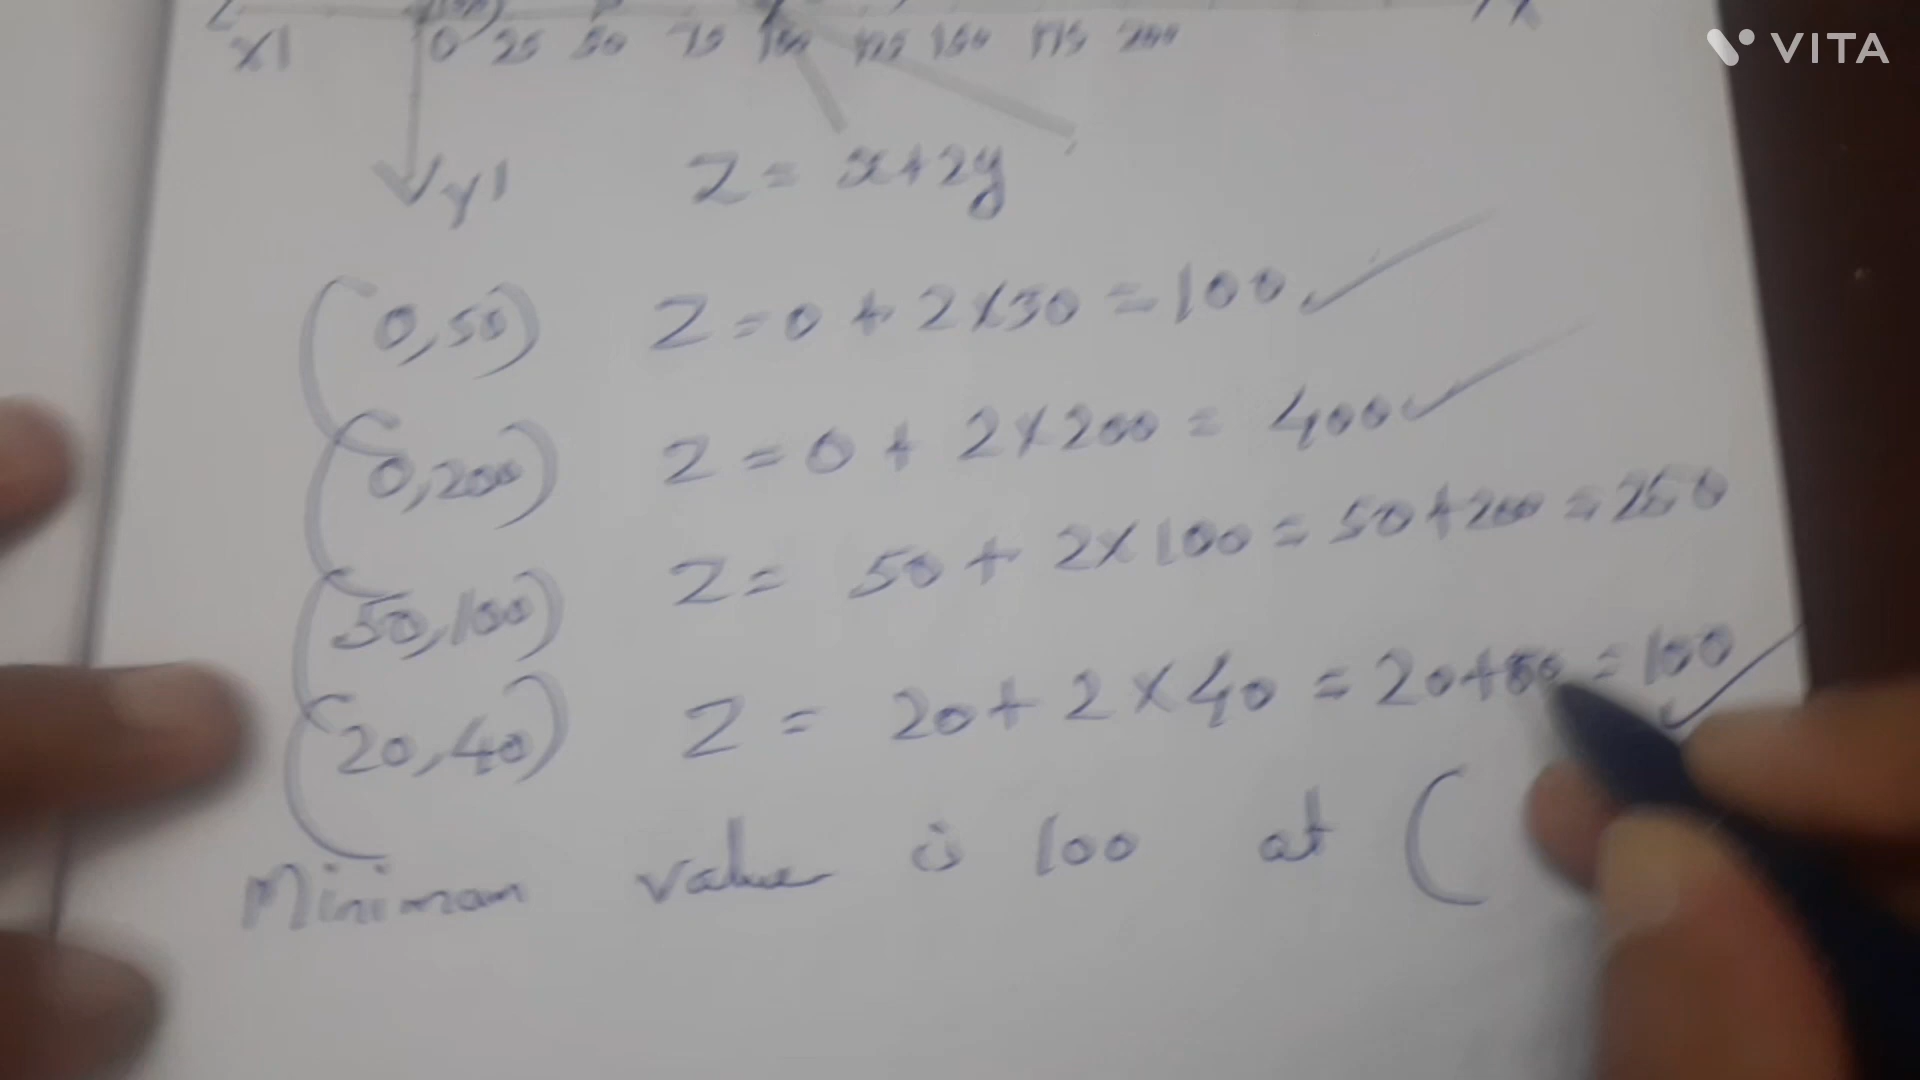 VITA
X1 0 25 50 75 100 125 150 175 200
Y1
Z = x+2y
(0,50) Z = 0 + 2×50 = 100 ✓
(0,200) Z = 0 + 2×200 = 400 ✓
(50,100) Z = 50 + 2×100 = 50+200 = 250
(20,40) Z = 20 + 2×40 = 20+80 = 100 ✓
Minimum value is 100 at (